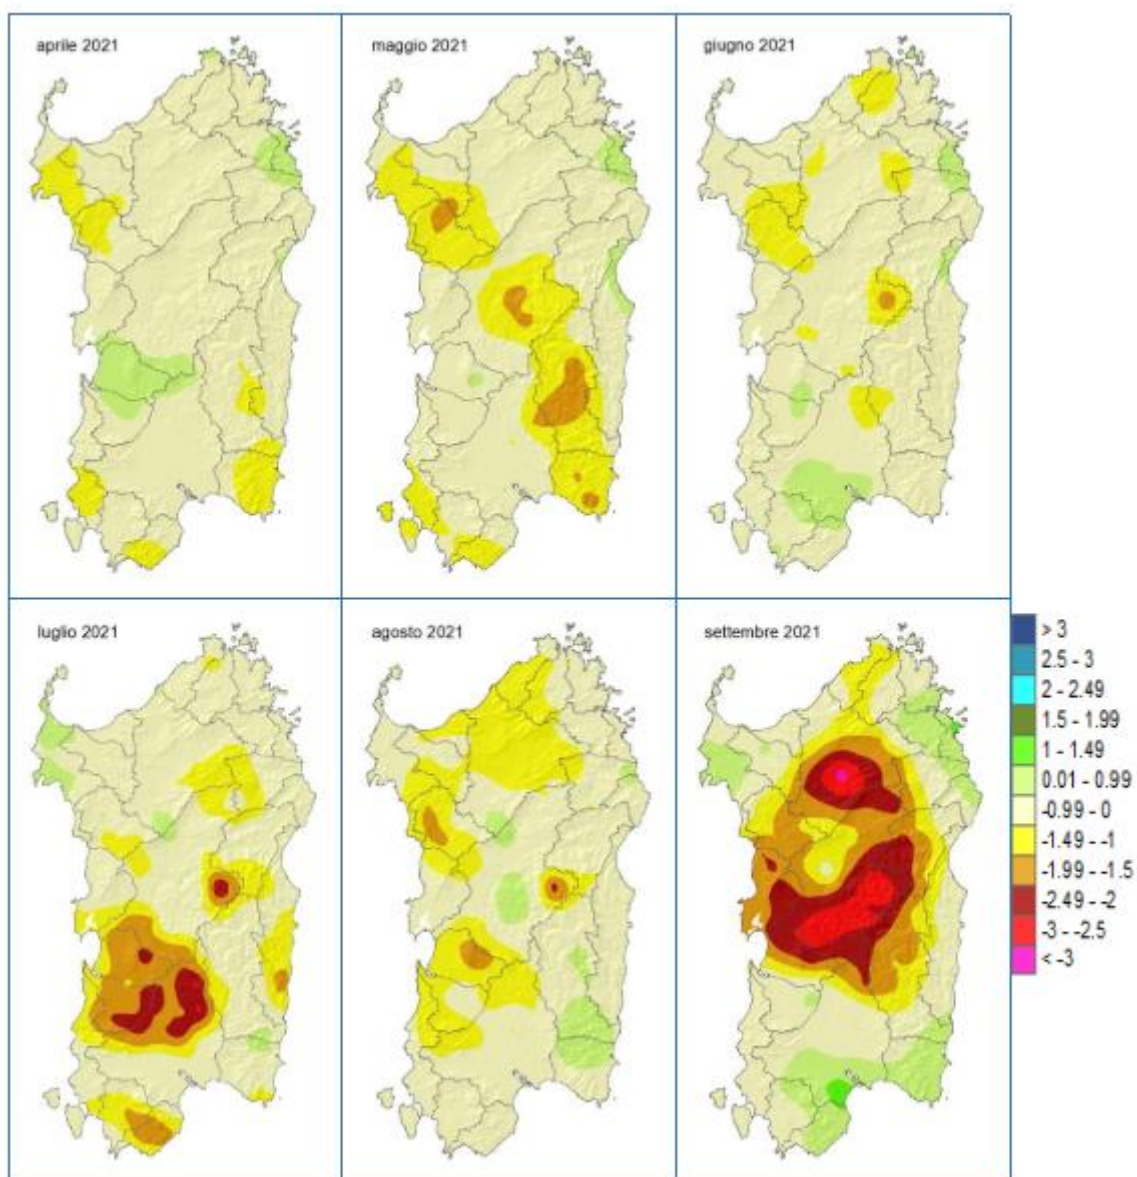 aprile 2021
maggio 2021
giugno 2021
luglio 2021
agosto 2021
settembre 2021
> 3
2.5 - 3
2 - 2.49
1.5 - 1.99
1 - 1.49
0.01 - 0.99
-0.99 - 0
-1.49 - -1
-1.99 - -1.5
-2.49 - -2
-3 - -2.5
< -3